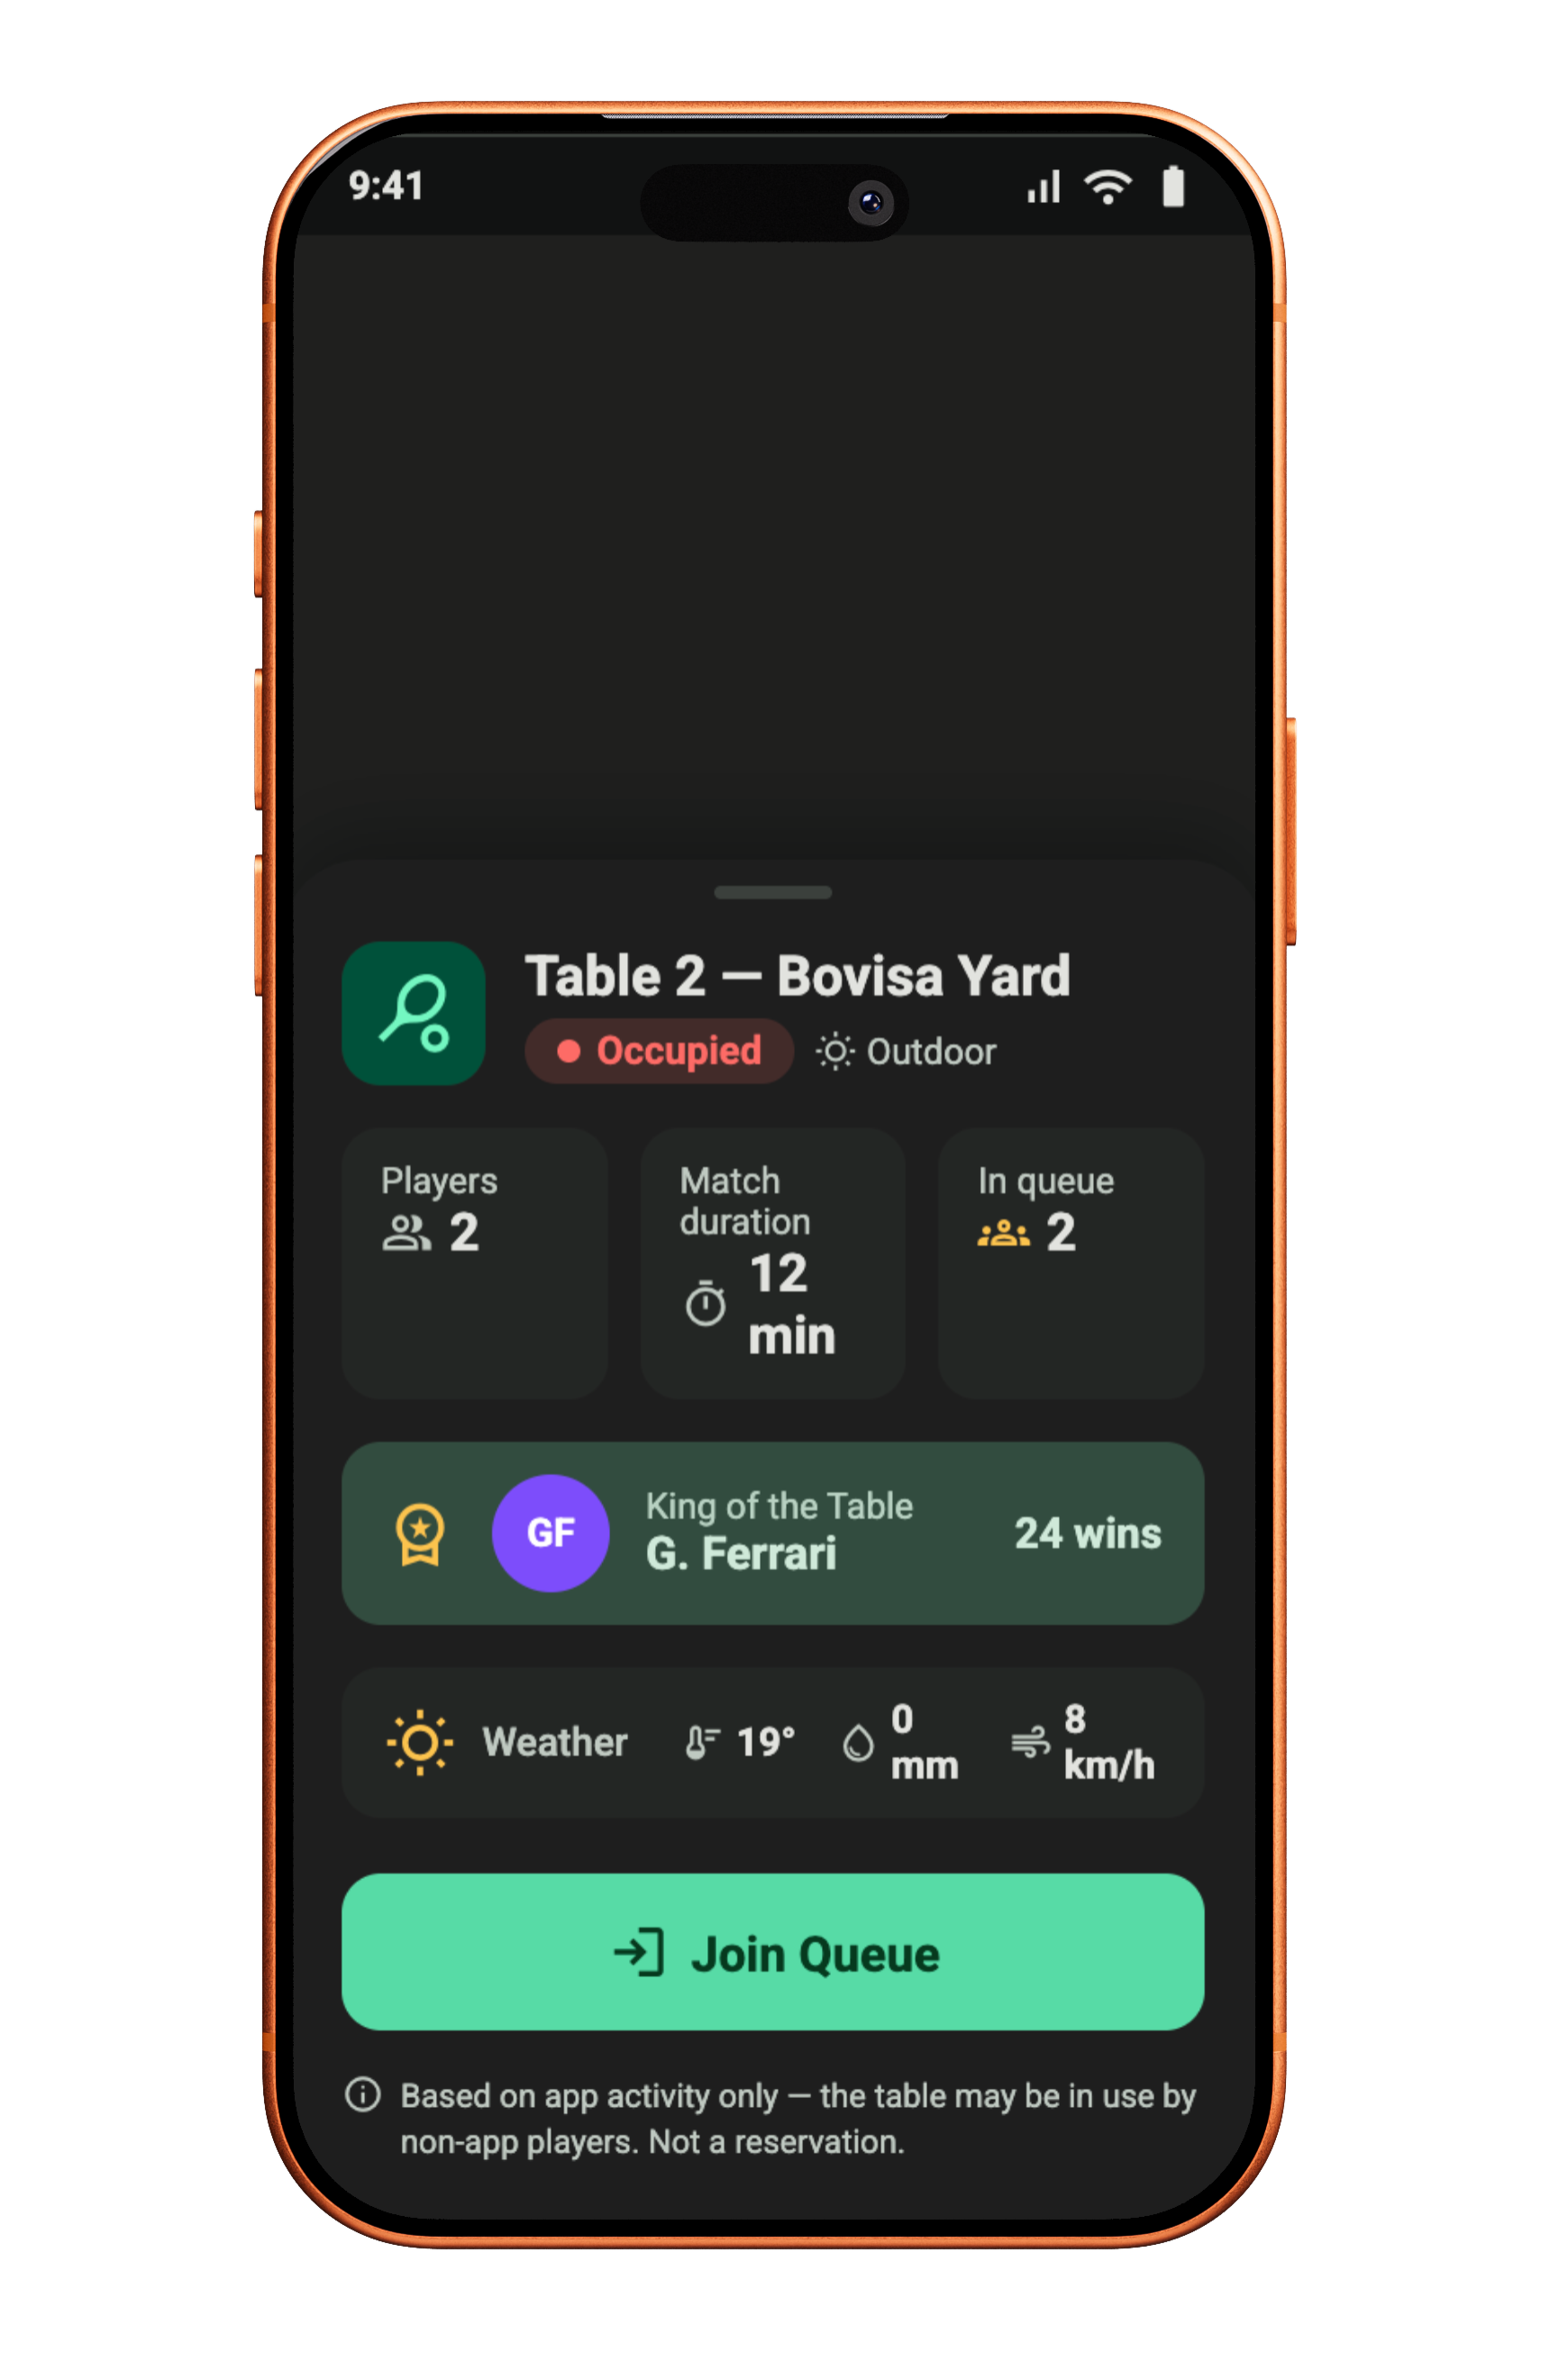 9:41
Table 2 — Bovisa Yard
Occupied
Outdoor
Players
2
Match
duration
12
min
In queue
2
GF
King of the Table
G. Ferrari
24 wins
Weather
19°
0
mm
8
km/h
Join Queue
Based on app activity only — the table may be in use by
non-app players. Not a reservation.